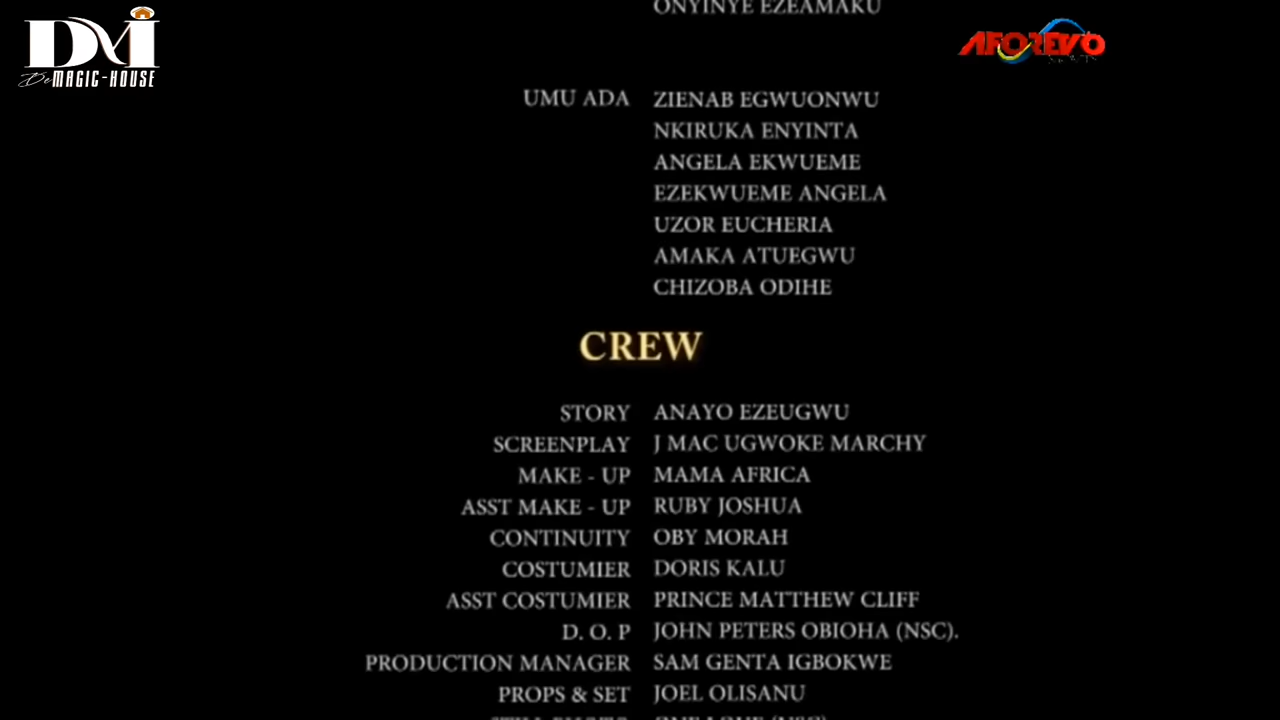 ONYINYE EZEAMAKU
DMI
De MAGIC-HOUSE
AFOREVO
UMU ADA ZIENAB EGWUONWU
NKIRUKA ENYINTA
ANGELA EKWUEME
EZEKWUEME ANGELA
UZOR EUCHERIA
AMAKA ATUEGWU
CHIZOBA ODIHE
CREW
STORY ANAYO EZEUGWU
SCREENPLAY J MAC UGWOKE MARCHY
MAKE - UP MAMA AFRICA
ASST MAKE - UP RUBY JOSHUA
CONTINUITY OBY MORAH
COSTUMIER DORIS KALU
ASST COSTUMIER PRINCE MATTHEW CLIFF
D. O. P JOHN PETERS OBIOHA (NSC).
PRODUCTION MANAGER SAM GENTA IGBOKWE
PROPS & SET JOEL OLISANU